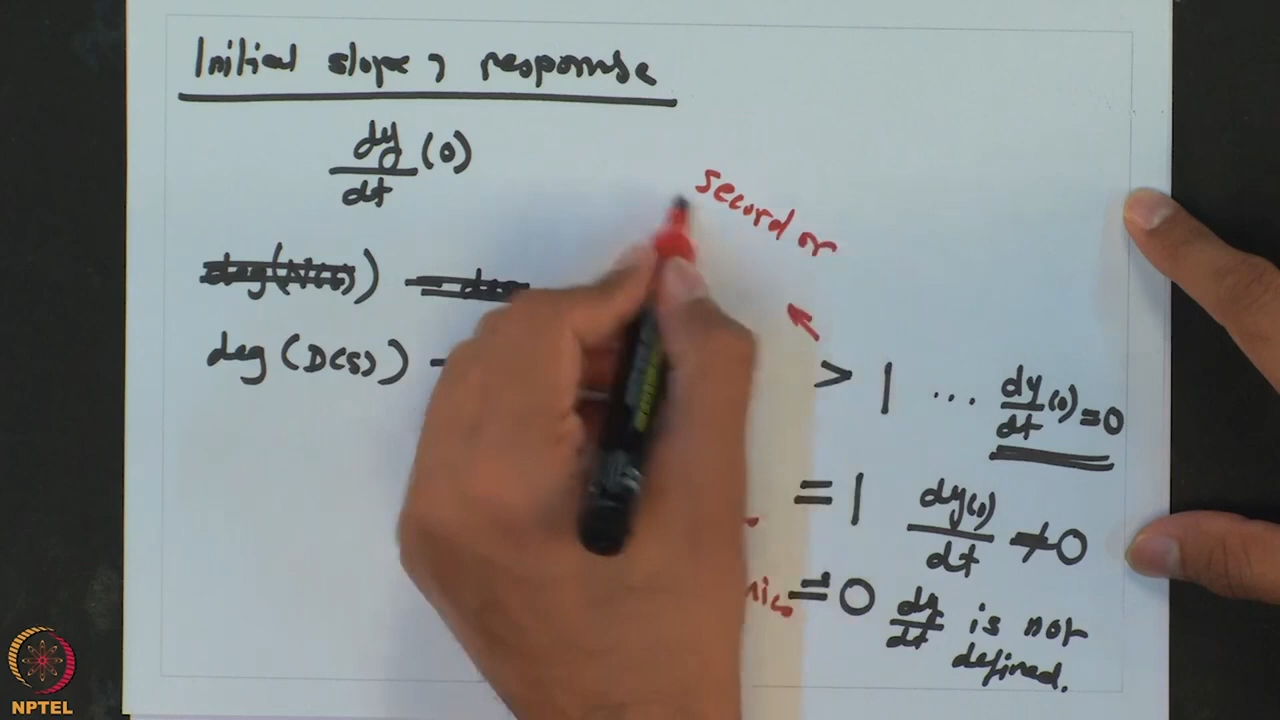 Initial slope, response
dy/dt (0)
second or
deg(N(s))
deg(D(s)) -
> 1 ... dy/dt (0) = 0
= 1 dy(0)/dt ≠ 0
= 0 dy/dt is not
defined.
NPTEL